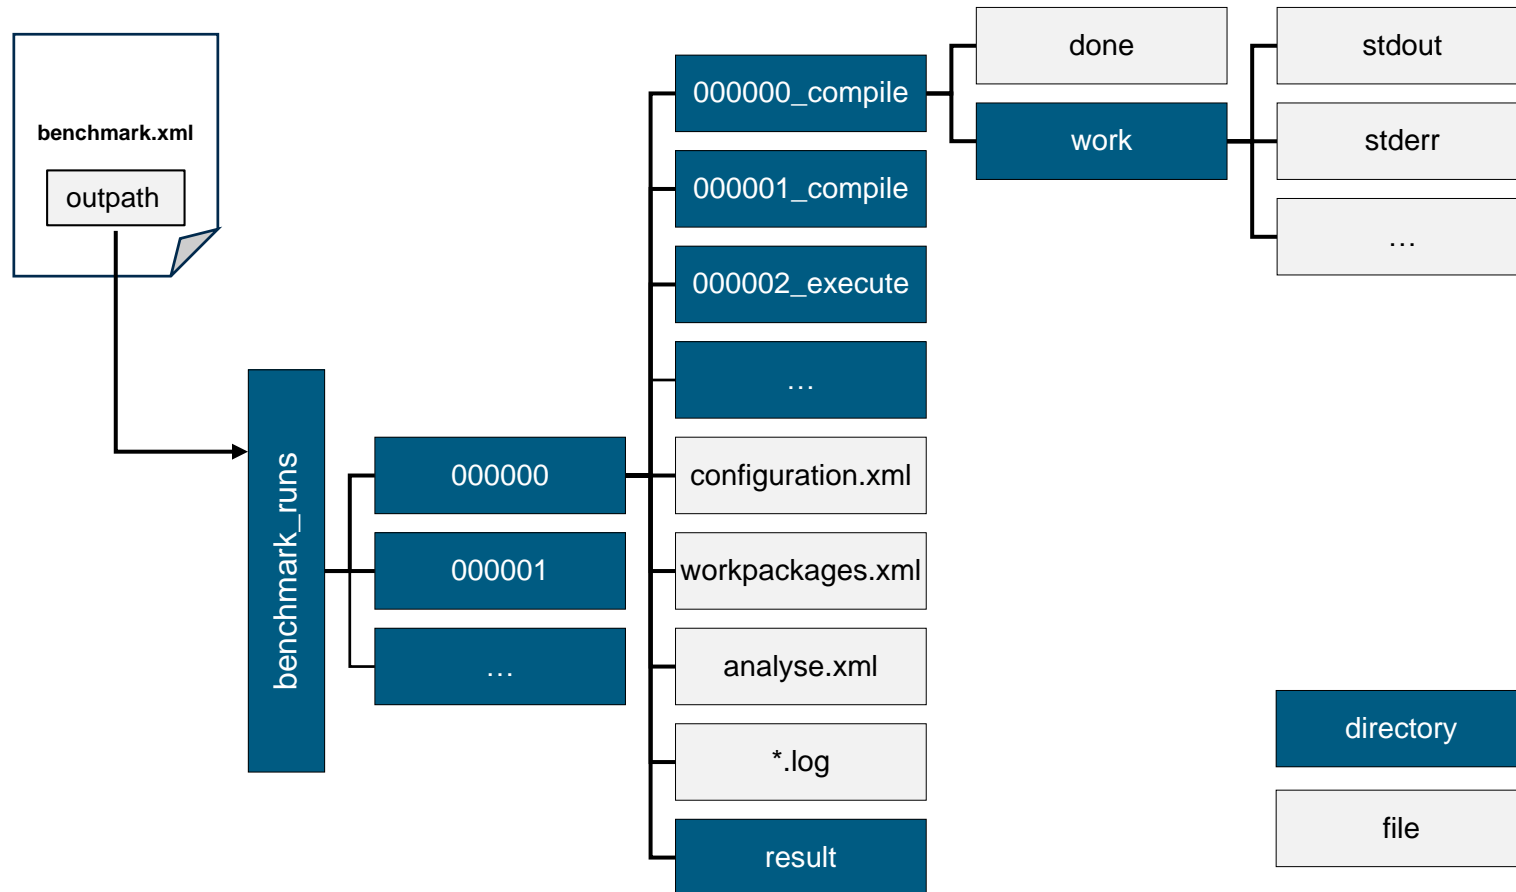 benchmark.xml
outpath
benchmark_runs
000000
000001
…
000000_compile
000001_compile
000002_execute
…
configuration.xml
workpackages.xml
analyse.xml
*.log
result
done
work
stdout
stderr
…
directory
file